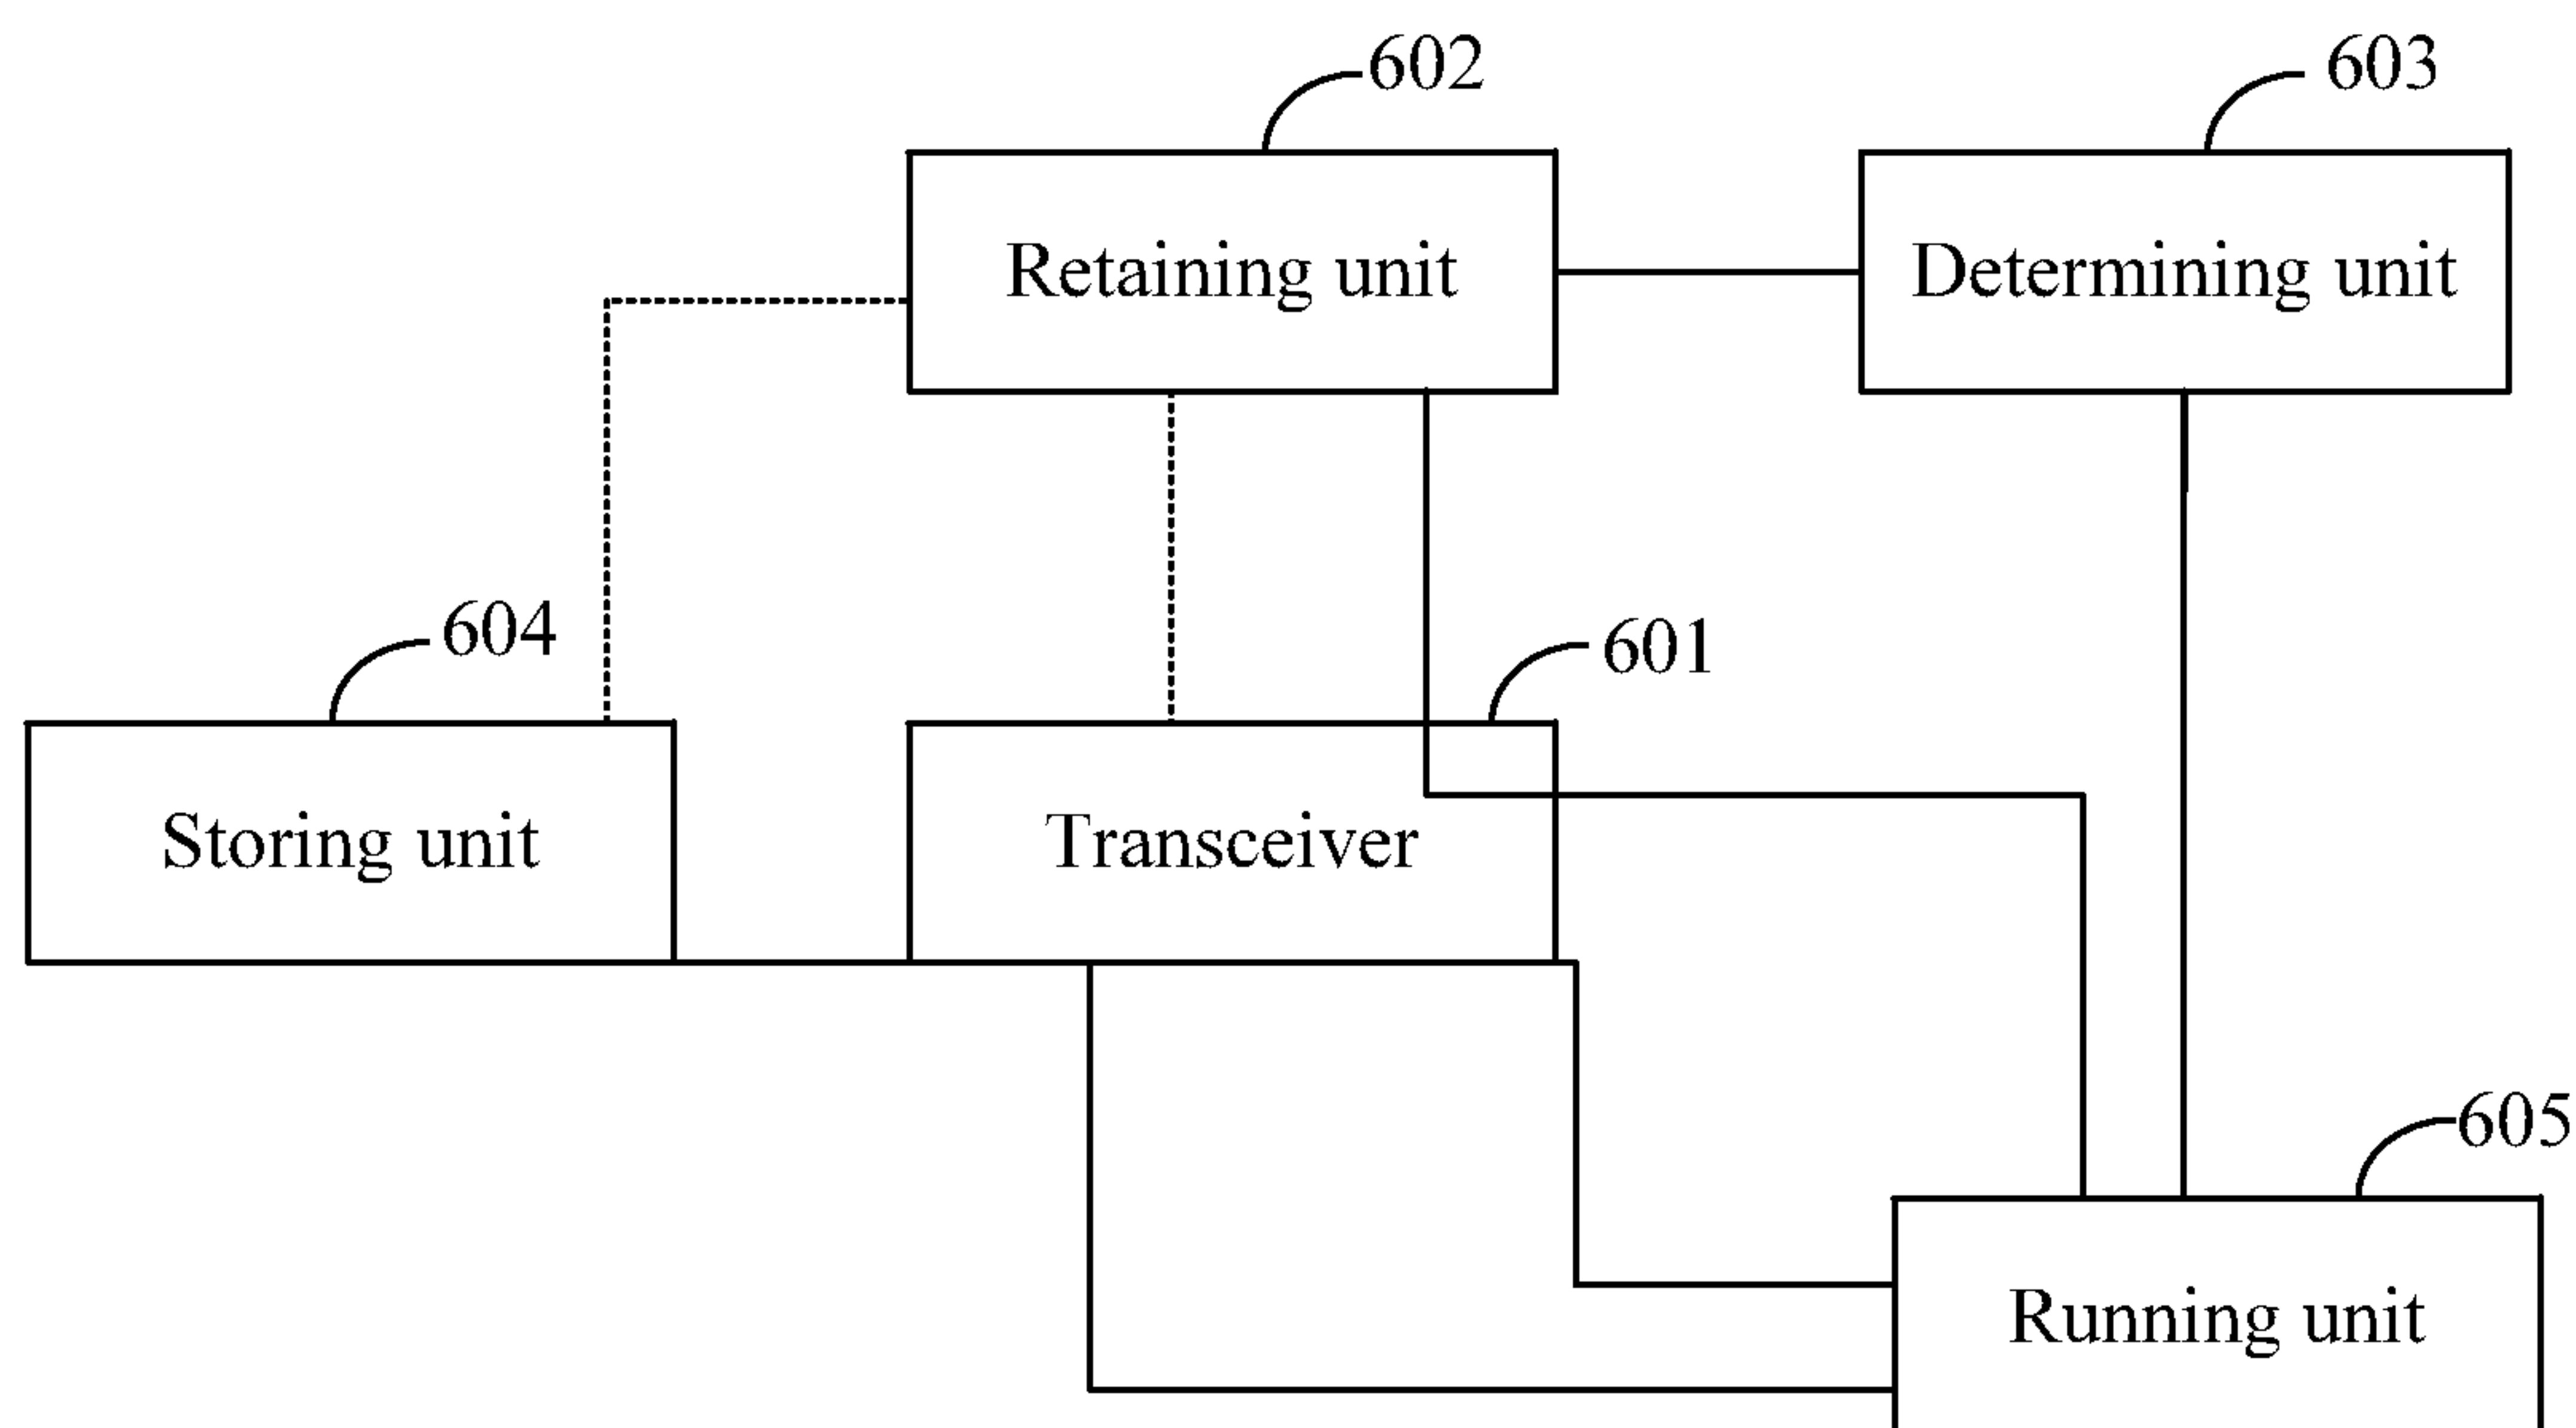 602
603
Retaining unit
Determining unit
604
601
Storing unit
Transceiver
605
Running unit